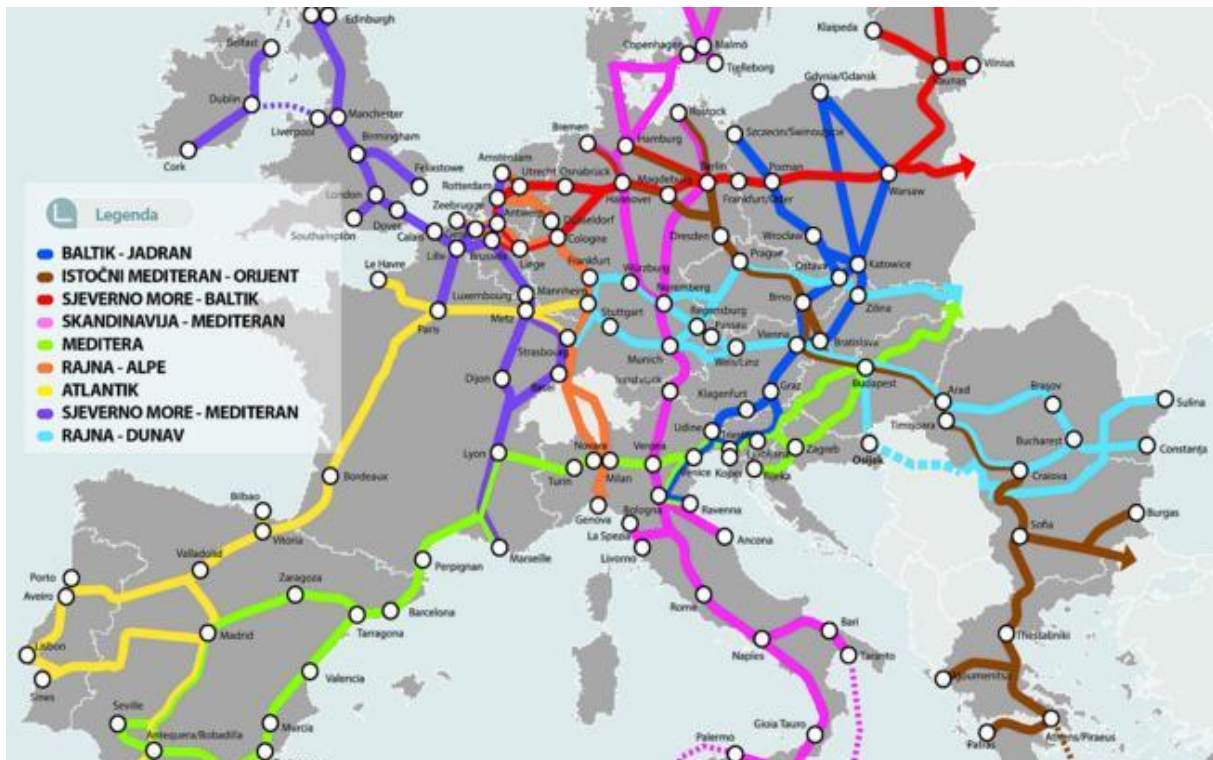 Edinburgh
Belfast
Dublin
Liverpool
Manchester
Birmingham
Cork
Felixstowe
London
Southampton
Dover
Calais
Lille
Zeebrugge
Amsterdam
Rotterdam
Utrecht
Osnabrück
Antwerp
Brussels
Liege
Düsseldorf
Cologne
Bremen
Hamburg
Rostock
Copenhagen
Malmö
Trelleborg
Klaipeda
Kaunas
Vilnius
Gdynia/Gdansk
Szczecin/Swinoujscie
Berlin
Poznan
Warsaw
Hannover
Magdeburg
Frankfurt/Oder
Dresden
Wrocław
Prague
Ostava
Katowice
Legenda
BALTIK - JADRAN
ISTOČNI MEDITERAN - ORIJENT
SJEVERNO MORE - BALTIK
SKANDINAVIJA - MEDITERAN
MEDITERA
RAJNA - ALPE
ATLANTIK
SJEVERNO MORE - MEDITERAN
RAJNA - DUNAV
Le Havre
Paris
Luxembourg
Metz
Mannheim
Frankfurt
Würzburg
Nuremberg
Regensburg
Passau
Stuttgart
Strasbourg
Munich
Wels/Linz
Vienna
Brno
Bratislava
Zilina
Dijon
Basel
Innsbruck
Klagenfurt
Graz
Budapest
Arad
Timișoara
Brașov
Sulina
Bucharest
Constanța
Craiova
Udine
Ljubljana
Zagreb
Osijek
Lyon
Turin
Novara
Milan
Verona
Venice
Koper
Rijeka
Bordeaux
Genova
Bologna
Ravenna
La Spezia
Livorno
Ancona
Sofia
Burgas
Bilbao
Vitoria
Valladolid
Marseille
Perpignan
Porto
Aveiro
Zaragoza
Barcelona
Tarragona
Madrid
Lisbon
Sines
Valencia
Rome
Naples
Bari
Taranto
Thessaloniki
Igoumenitsa
Seville
Antequera/Bobadilla
Murcia
Palermo
Gioia Tauro
Patras
Athens/Piraeus